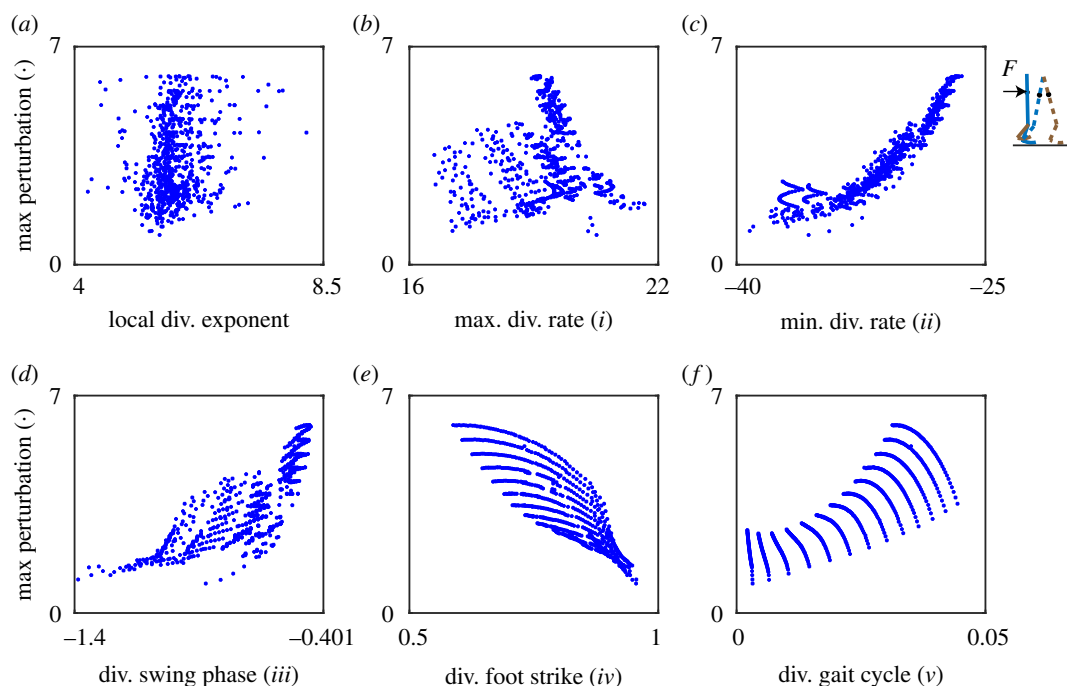 (a)
(b)
(c)
max perturbation (·)
7
0
4
8.5
local div. exponent
7
0
16
22
max. div. rate (i)
7
0
−40
−25
min. div. rate (ii)
F
(d)
(e)
(f)
max perturbation (·)
7
0
−1.4
−0.401
div. swing phase (iii)
7
0
0.5
1
div. foot strike (iv)
7
0
0
0.05
div. gait cycle (v)